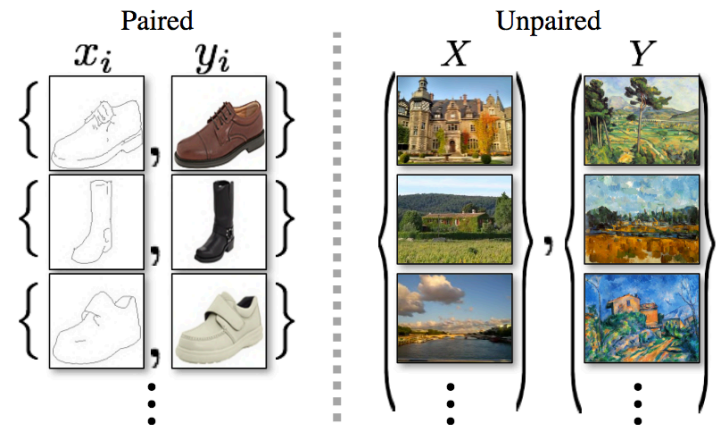 Paired
Unpaired
x_i
y_i
X
Y
{ , }
{ , }
{ , }
{ } , { }
⋮
⋮
⋮